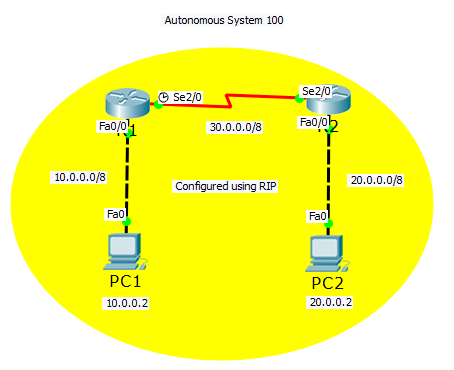 Autonomous System 100
Se2/0
Se2/0
Fa0/0
Fa0/0
R2
30.0.0.0/8
10.0.0.0/8
Configured using RIP
20.0.0.0/8
Fa0
Fa0
PC1
PC2
10.0.0.2
20.0.0.2